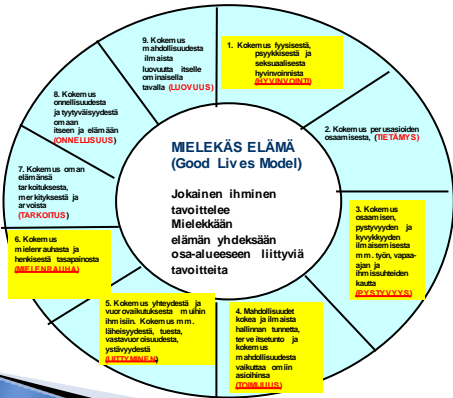 9. Kokemus
mahdollisuudesta
ilmaista
luovuutta itselle
ominaisella
tavalla (LUOVUUS)
1. Kokemus fyysisestä,
psyykkisestä ja
seksuaalisesta
hyvinvoinnista
(HYVINVOINTI)
8. Kokemus
onnellisuudesta
ja tyytyväisyydestä
omaan
itseen ja elämään
(ONNELLISUUS)
2. Kokemus perusasioiden
osaamisesta, (TIETÄMYS)
MIELEKÄS ELÄMÄ
(Good Lives Model)
Jokainen ihminen
tavoittelee
Mielekkään
elämän yhdeksään
osa-alueeseen liittyviä
tavoitteita
7. Kokemus oman
elämänsä
tarkoituksesta,
merkityksestä ja
arvoista
(TARKOITUS)
3. Kokemus
osaamisen,
pystyvyyden ja
kyvykkyyden
ilmaisemisesta
mm. työn, vapaa-
ajan ja
ihmissuhteiden
kautta
(PYSTYVYYS)
6. Kokemus
mielenrauhasta ja
henkisestä tasapainosta
(MIELENRAUHA)
5. Kokemus yhteydestä ja
vuorovaikutuksesta muihin
ihmisiin. Kokemus mm.
läheisyydestä, tuesta,
vastavuoroisuudesta,
ystävyydestä
(LIITTYMINEN)
4. Mahdollisuudet
kokea ja ilmaista
hallinnan tunnetta,
terve itsetunto ja
kokemus
mahdollisuudesta
vaikuttaa omiin
asioihinsa
(TOIMIJUUS)